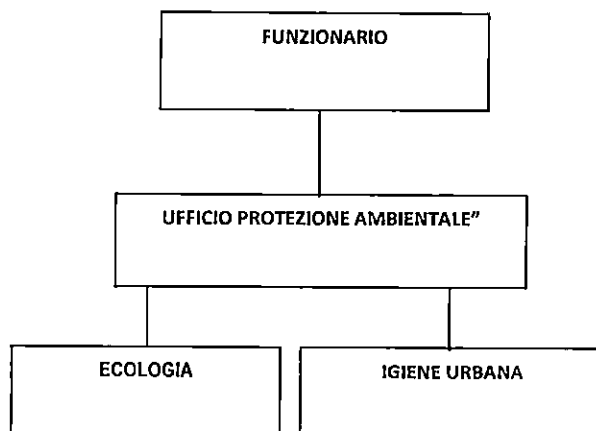 FUNZIONARIO
UFFICIO PROTEZIONE AMBIENTALE”
ECOLOGIA
IGIENE URBANA